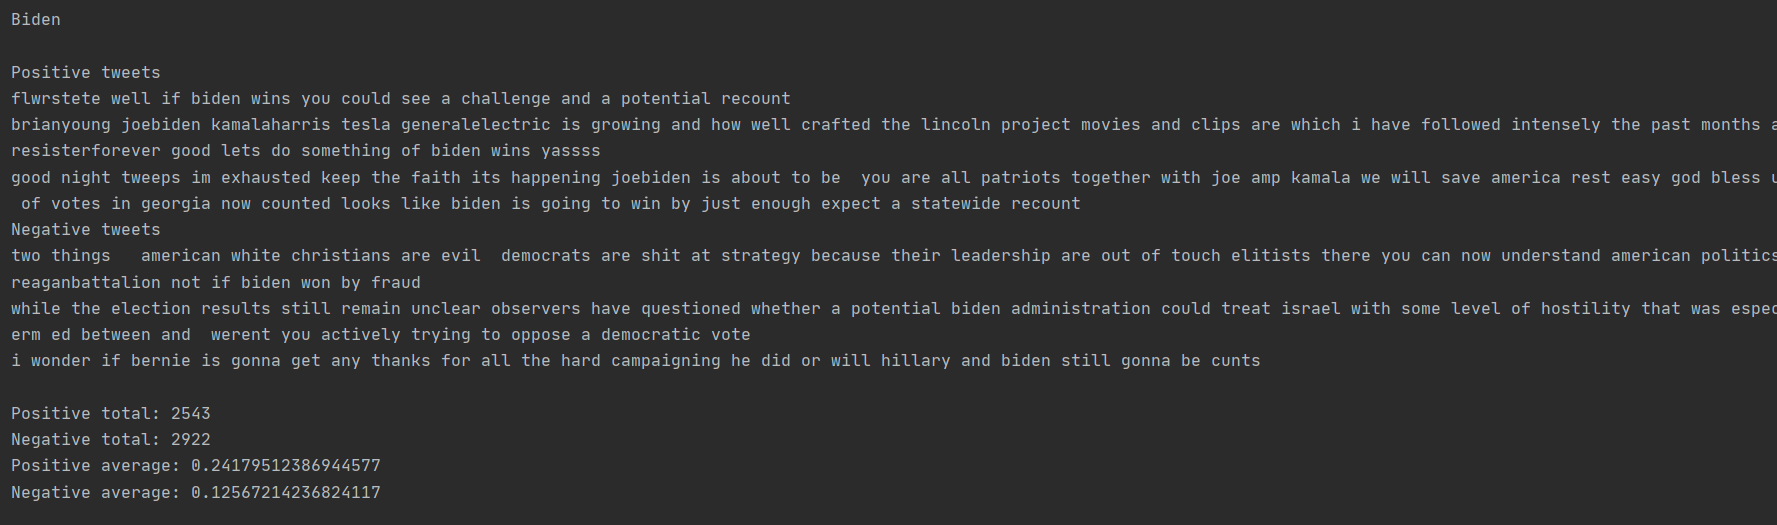 Biden
Positive tweets
flwrstete well if biden wins you could see a challenge and a potential recount
brianyoung joebiden kamalaharris tesla generalelectric is growing and how well crafted the lincoln project movies and clips are which i have followed intensely the past months a
resisterforever good lets do something of biden wins yassss
good night tweeps im exhausted keep the faith its happening joebiden is about to be  you are all patriots together with joe amp kamala we will save america rest easy god bless u
 of votes in georgia now counted looks like biden is going to win by just enough expect a statewide recount
Negative tweets
two things   american white christians are evil  democrats are shit at strategy because their leadership are out of touch elitists there you can now understand american politics
reaganbattalion not if biden won by fraud
while the election results still remain unclear observers have questioned whether a potential biden administration could treat israel with some level of hostility that was espec
erm ed between and  werent you actively trying to oppose a democratic vote
i wonder if bernie is gonna get any thanks for all the hard campaigning he did or will hillary and biden still gonna be cunts
Positive total: 2543
Negative total: 2922
Positive average: 0.24179512386944577
Negative average: 0.12567214236824117